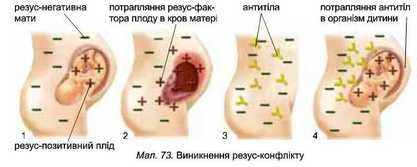 резус-негативна
мати
потрапляння резус-фак-
тора плоду в кров матері
антитіла
потрапляння антитіл
в організм дитини
1
2
3
4
резус-позитивний плід
Мал. 73. Виникнення резус-конфлікту